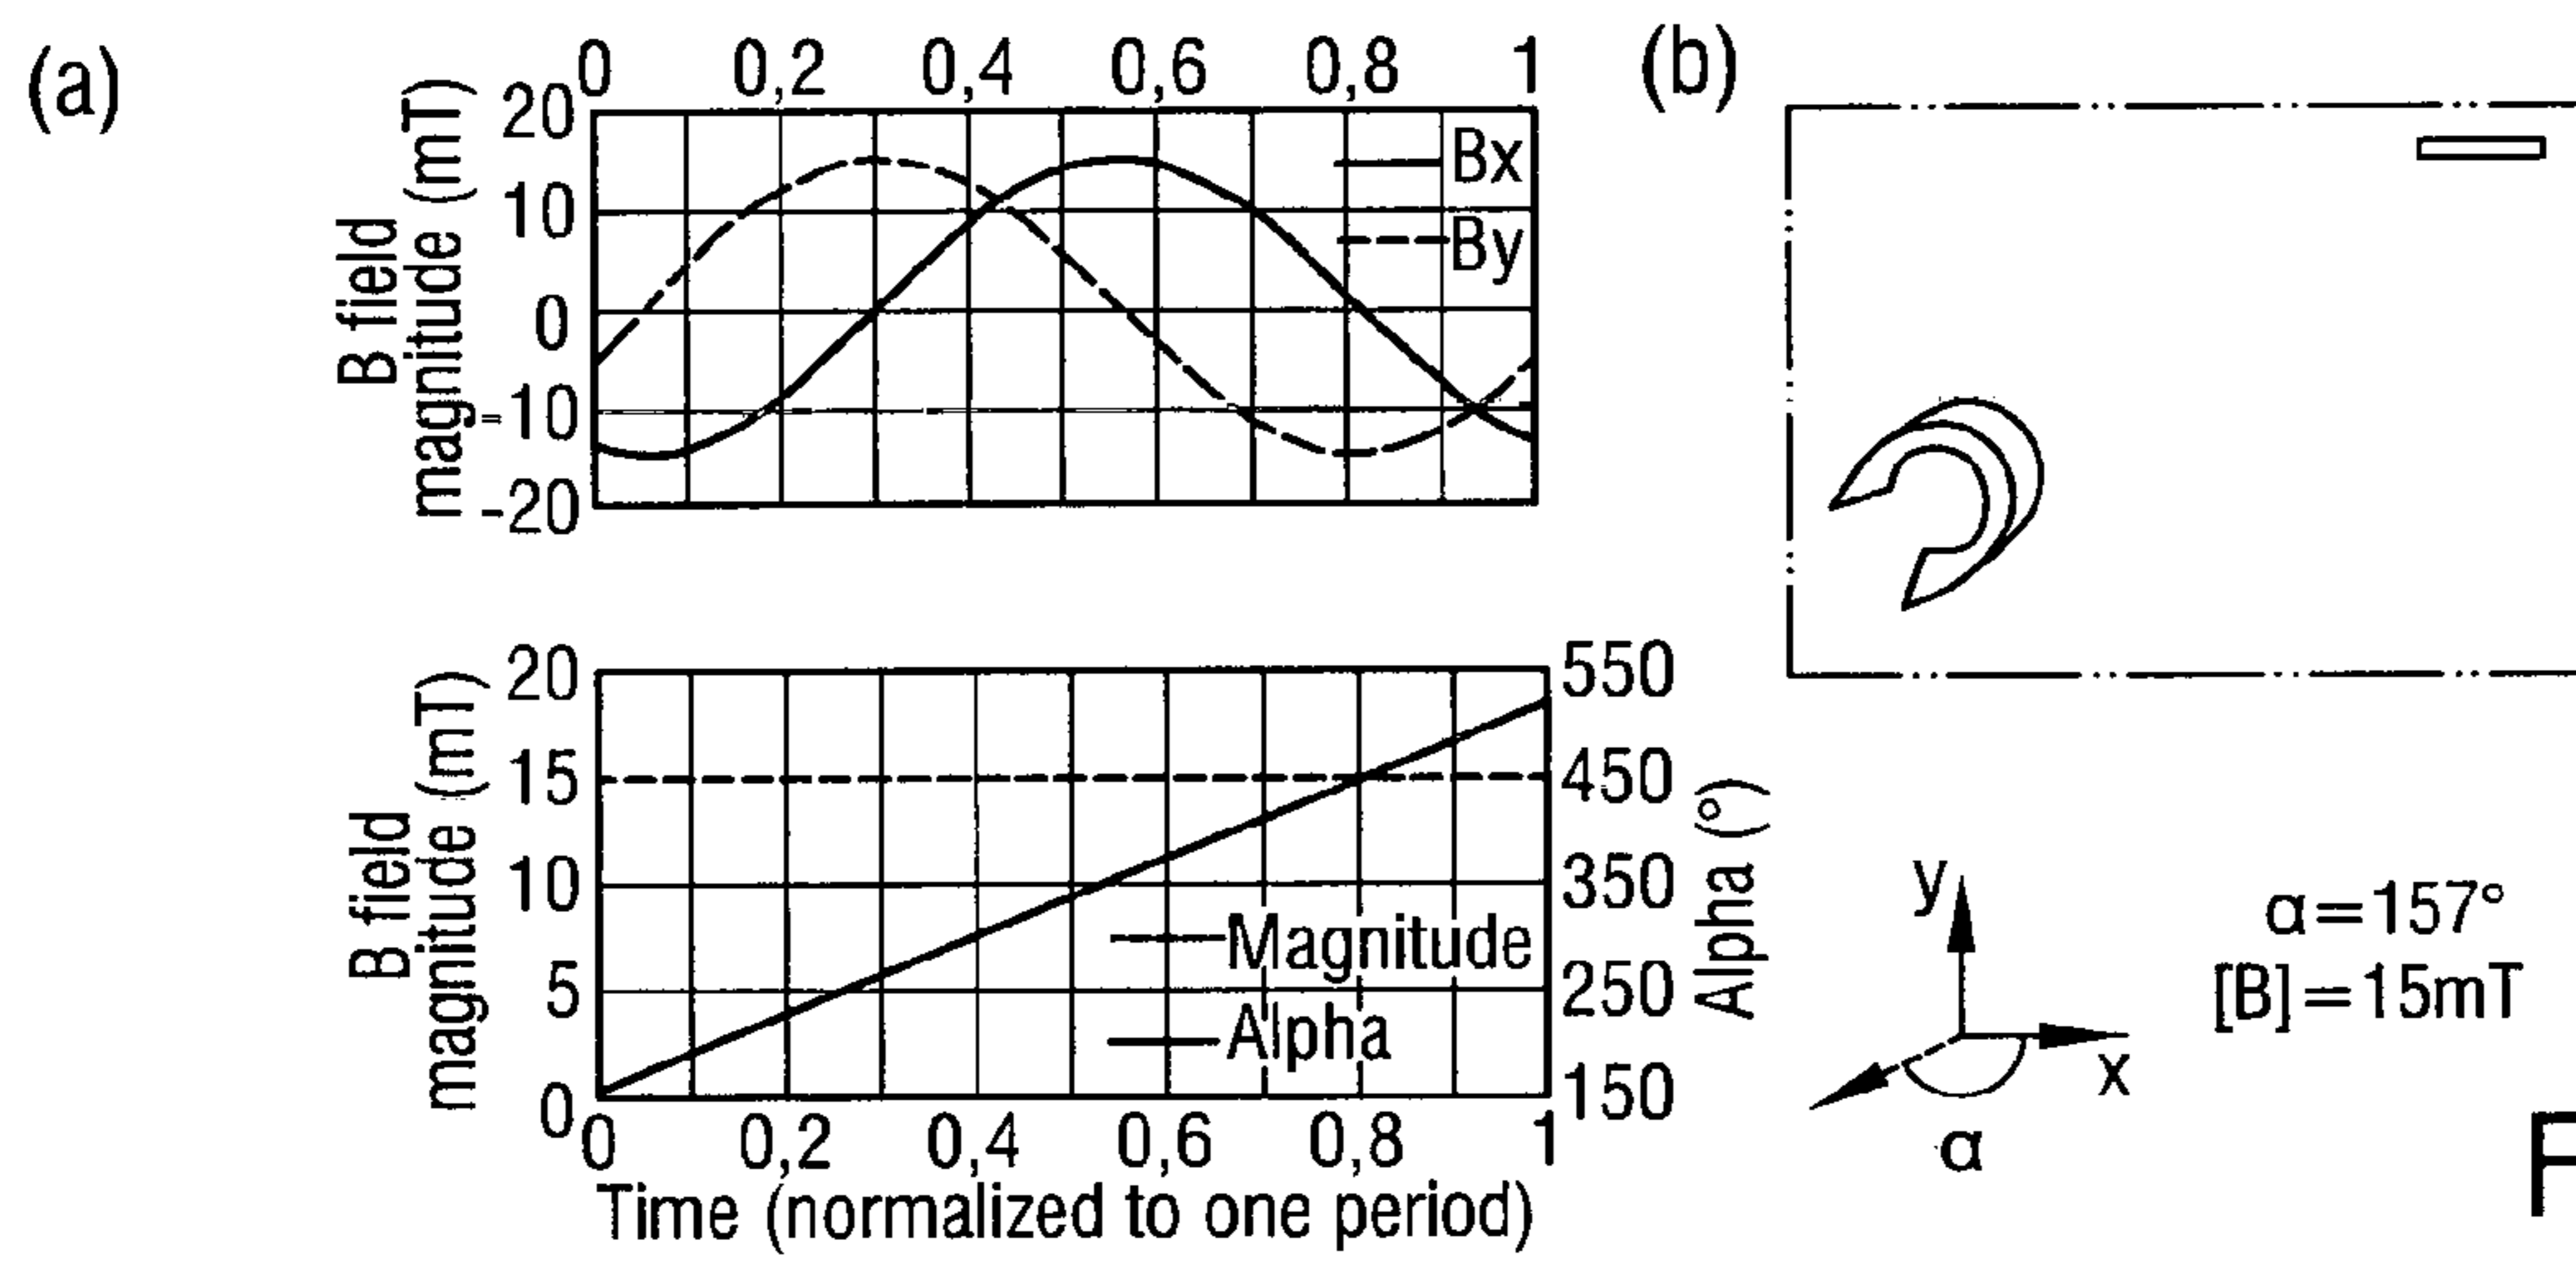 (a)
0 0,2 0,4 0,6 0,8 1
20
10
0
-10
-20
B field
magnitude (mT)
Bx
By
20
15
10
5
0
B field
magnitude (mT)
550
450
350
250
150
Alpha (°)
Magnitude
Alpha
0 0,2 0,4 0,6 0,8 1
Time (normalized to one period)
(b)
y
x
α
α=157°
[B]=15mT